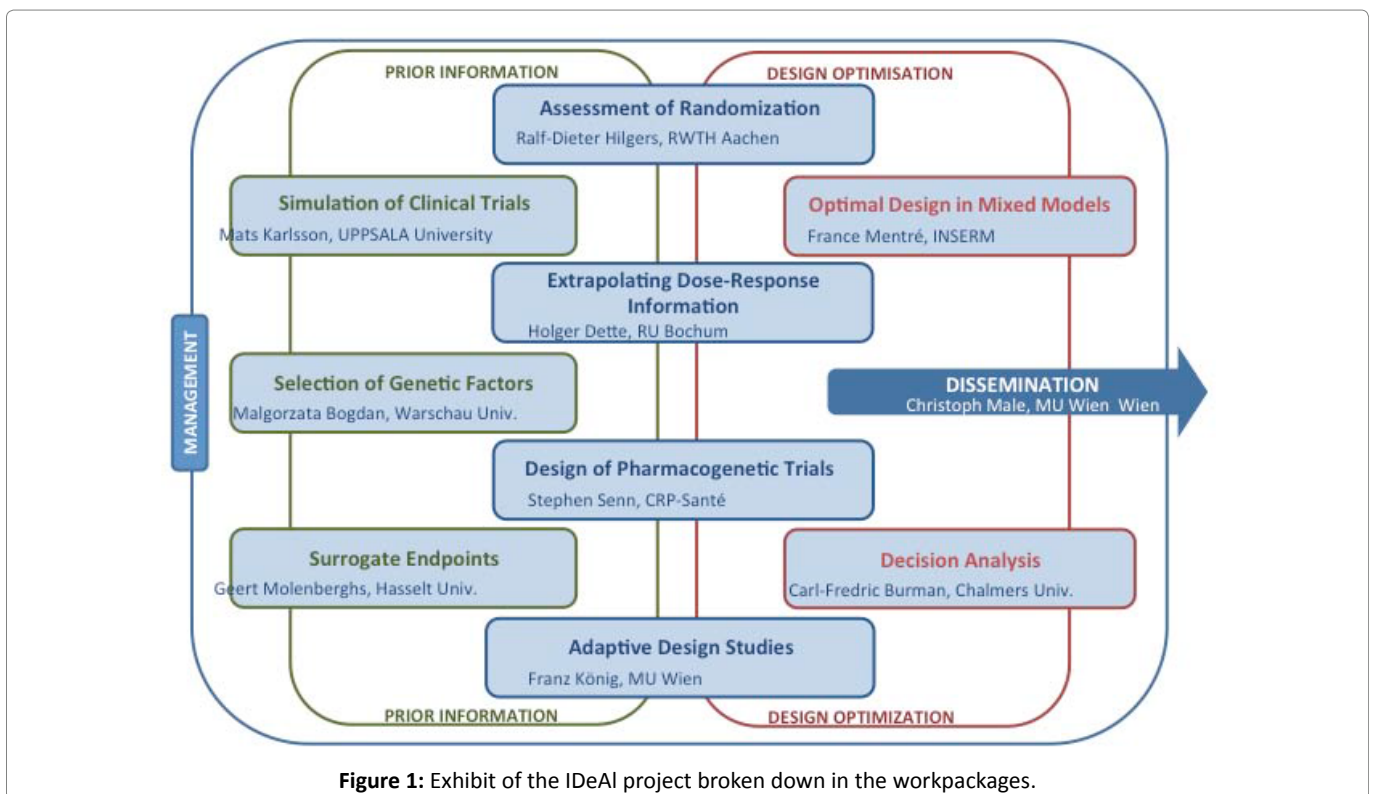 PRIOR INFORMATION
DESIGN OPTIMISATION
Assessment of Randomization
Ralf-Dieter Hilgers, RWTH Aachen
Simulation of Clinical Trials
Mats Karlsson, UPPSALA University
Optimal Design in Mixed Models
France Mentré, INSERM
Extrapolating Dose-Response
Information
Holger Dette, RU Bochum
MANAGEMENT
Selection of Genetic Factors
Malgorzata Bogdan, Warschau Univ.
DISSEMINATION
Christoph Male, MU Wien Wien
Design of Pharmacogenetic Trials
Stephen Senn, CRP-Santé
Surrogate Endpoints
Geert Molenberghs, Hasselt Univ.
Decision Analysis
Carl-Fredric Burman, Chalmers Univ.
Adaptive Design Studies
Franz König, MU Wien
PRIOR INFORMATION
DESIGN OPTIMIZATION
Figure 1: Exhibit of the IDeAl project broken down in the workpackages.